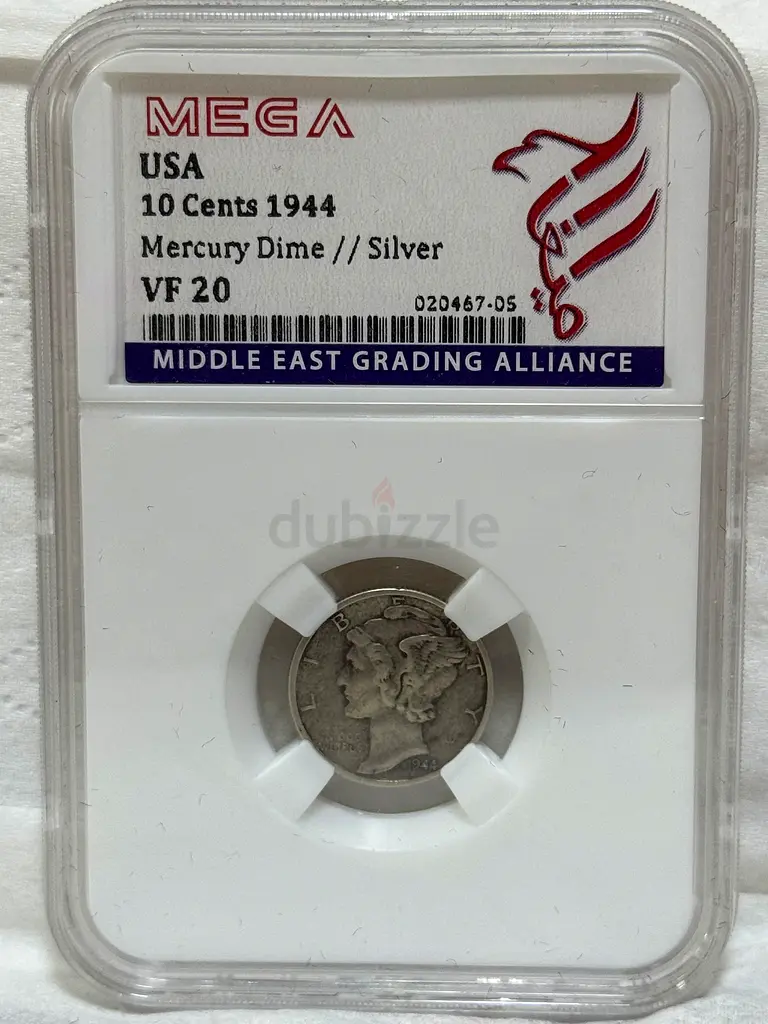 MEGA
USA
10 Cents 1944
Mercury Dime // Silver
VF 20
020467-05
MIDDLE EAST GRADING ALLIANCE
dubizzle
LIBERTY
1944